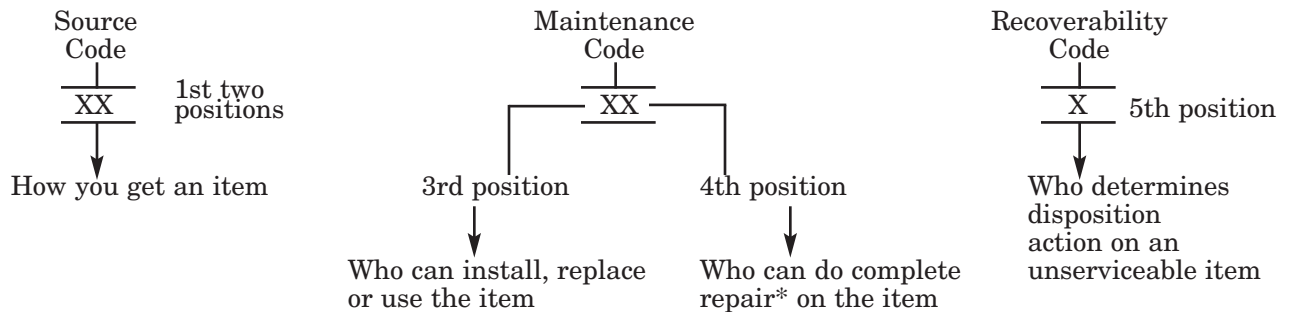 Source
Code
XX
1st two
positions
How you get an item
Maintenance
Code
XX
3rd position
Who can install, replace
or use the item
4th position
Who can do complete
repair* on the item
Recoverability
Code
X
5th position
Who determines
disposition
action on an
unserviceable item